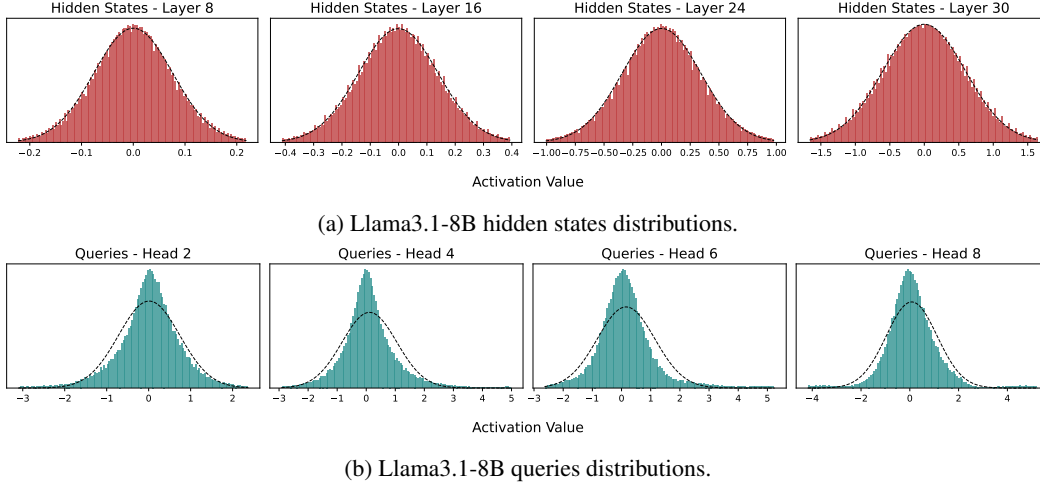 Hidden States - Layer 8 Hidden States - Layer 16 Hidden States - Layer 24 Hidden States - Layer 30
−0.2 −0.1 0.0 0.1 0.2 −0.4 −0.3 −0.2 −0.1 0.0 0.1 0.2 0.3 0.4 −1.00 −0.75 −0.50 −0.25 0.00 0.25 0.50 0.75 1.00 −1.5 −1.0 −0.5 0.0 0.5 1.0 1.5
Activation Value
(a) Llama3.1-8B hidden states distributions.
Queries - Head 2 Queries - Head 4 Queries - Head 6 Queries - Head 8
−3 −2 −1 0 1 2 −3 −2 −1 0 1 2 3 4 5 −3 −2 −1 0 1 2 3 4 5 −4 −2 0 2 4
Activation Value
(b) Llama3.1-8B queries distributions.